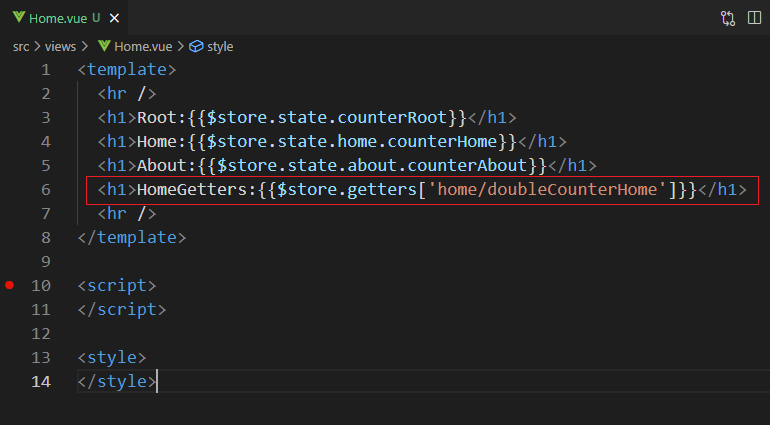 Home.vue U
src > views > Home.vue > style
1 <template>
2   <hr />
3   <h1>Root:{{$store.state.counterRoot}}</h1>
4   <h1>Home:{{$store.state.home.counterHome}}</h1>
5   <h1>About:{{$store.state.about.counterAbout}}</h1>
6   <h1>HomeGetters:{{$store.getters['home/doubleCounterHome']}}</h1>
7   <hr />
8 </template>
9
10 <script>
11 </script>
12
13 <style>
14 </style>